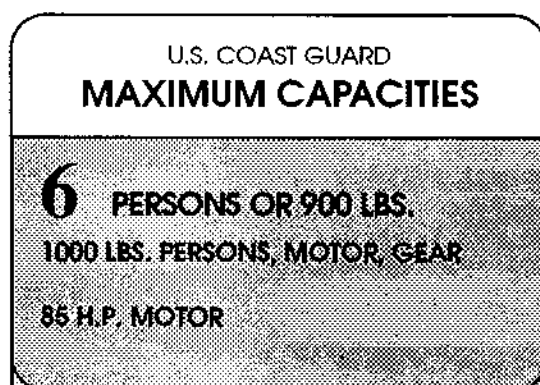 U.S. COAST GUARD
MAXIMUM CAPACITIES
6 PERSONS OR 900 LBS.
1000 LBS. PERSONS, MOTOR, GEAR
85 H.P. MOTOR